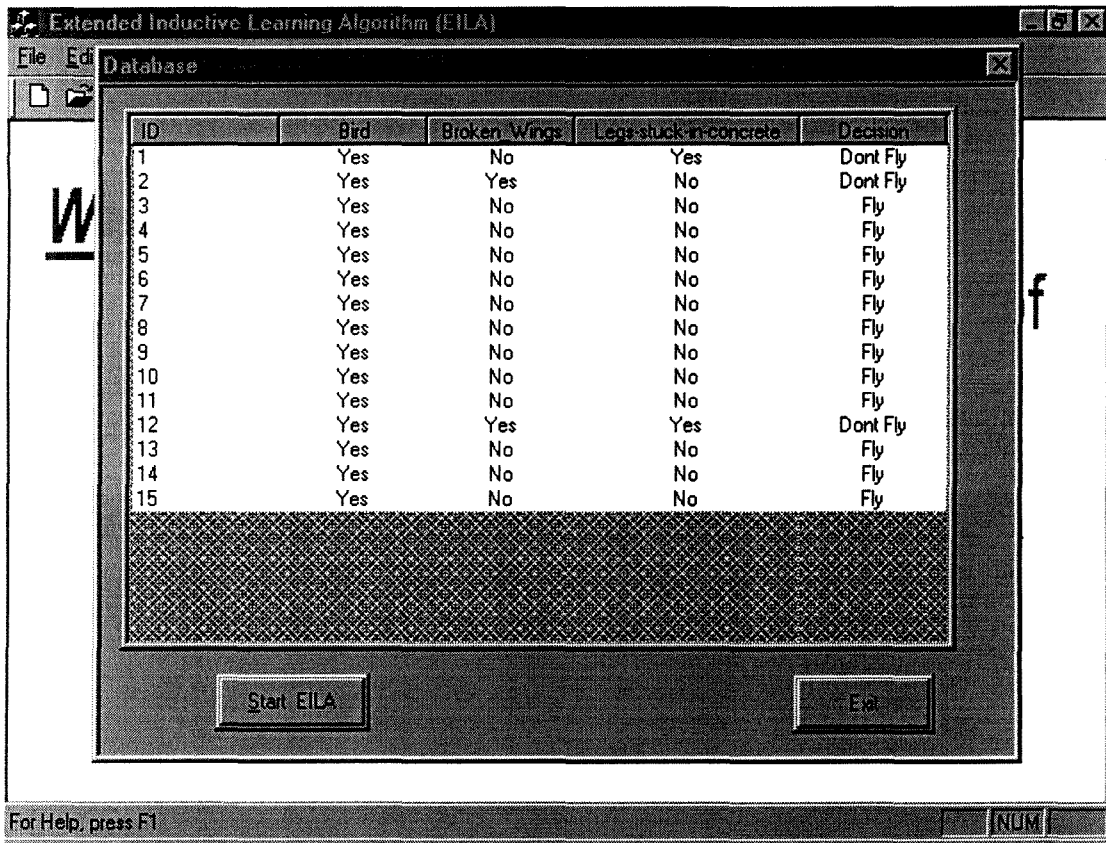 Extended Inductive Learning Algorithm (EILA)
File Edi
Database
ID Bird Broken Wings Legs-stuck-in-concrete Decision
1 Yes No Yes Dont Fly
2 Yes Yes No Dont Fly
3 Yes No No Fly
4 Yes No No Fly
5 Yes No No Fly
6 Yes No No Fly
7 Yes No No Fly
8 Yes No No Fly
9 Yes No No Fly
10 Yes No No Fly
11 Yes No No Fly
12 Yes Yes Yes Dont Fly
13 Yes No No Fly
14 Yes No No Fly
15 Yes No No Fly
W
f
Start EILA Exit
For Help, press F1 NUM